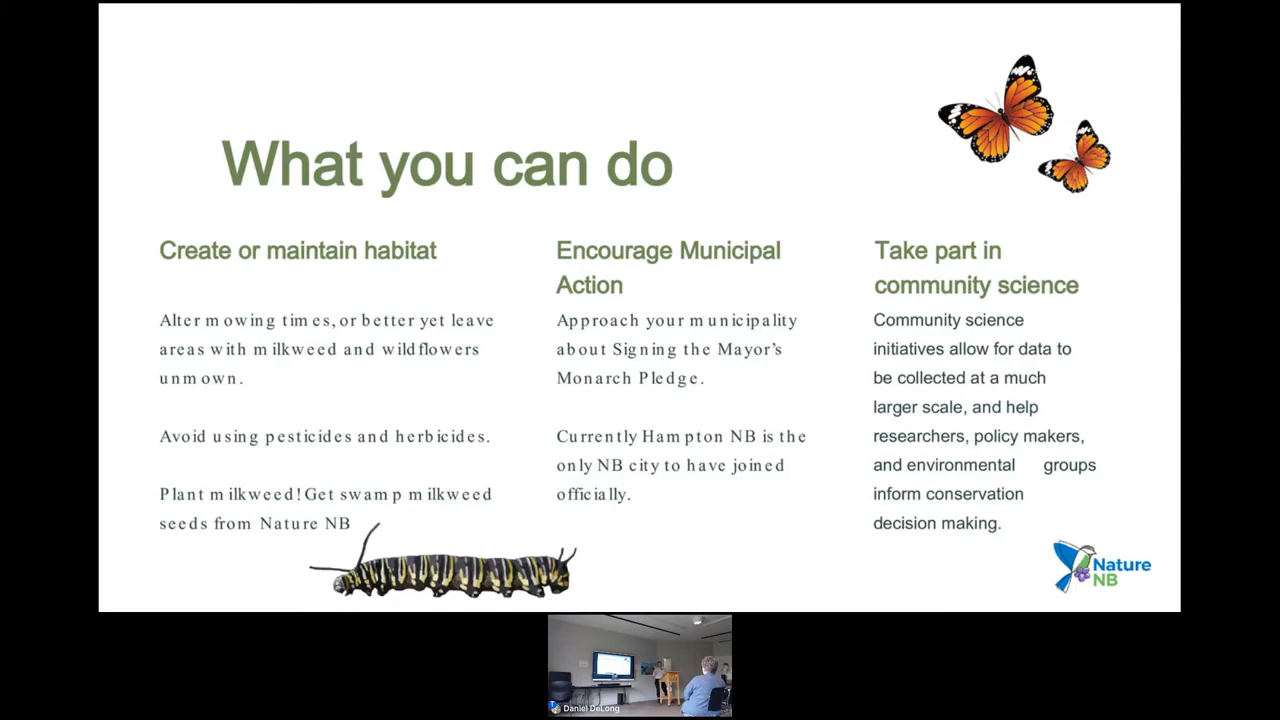 What you can do
Create or maintain habitat
Alter mowing times, or better yet leave
areas with milkweed and wildflowers
unmown.
Avoid using pesticides and herbicides.
Plant milkweed! Get swamp milkweed
seeds from Nature NB
Encourage Municipal
Action
Approach your municipality
about Signing the Mayor’s
Monarch Pledge.
Currently Hampton NB is the
only NB city to have joined
officially.
Take part in
community science
Community science
initiatives allow for data to
be collected at a much
larger scale, and help
researchers, policy makers,
and environmental groups
inform conservation
decision making.
Nature
NB
Daniel DeLong